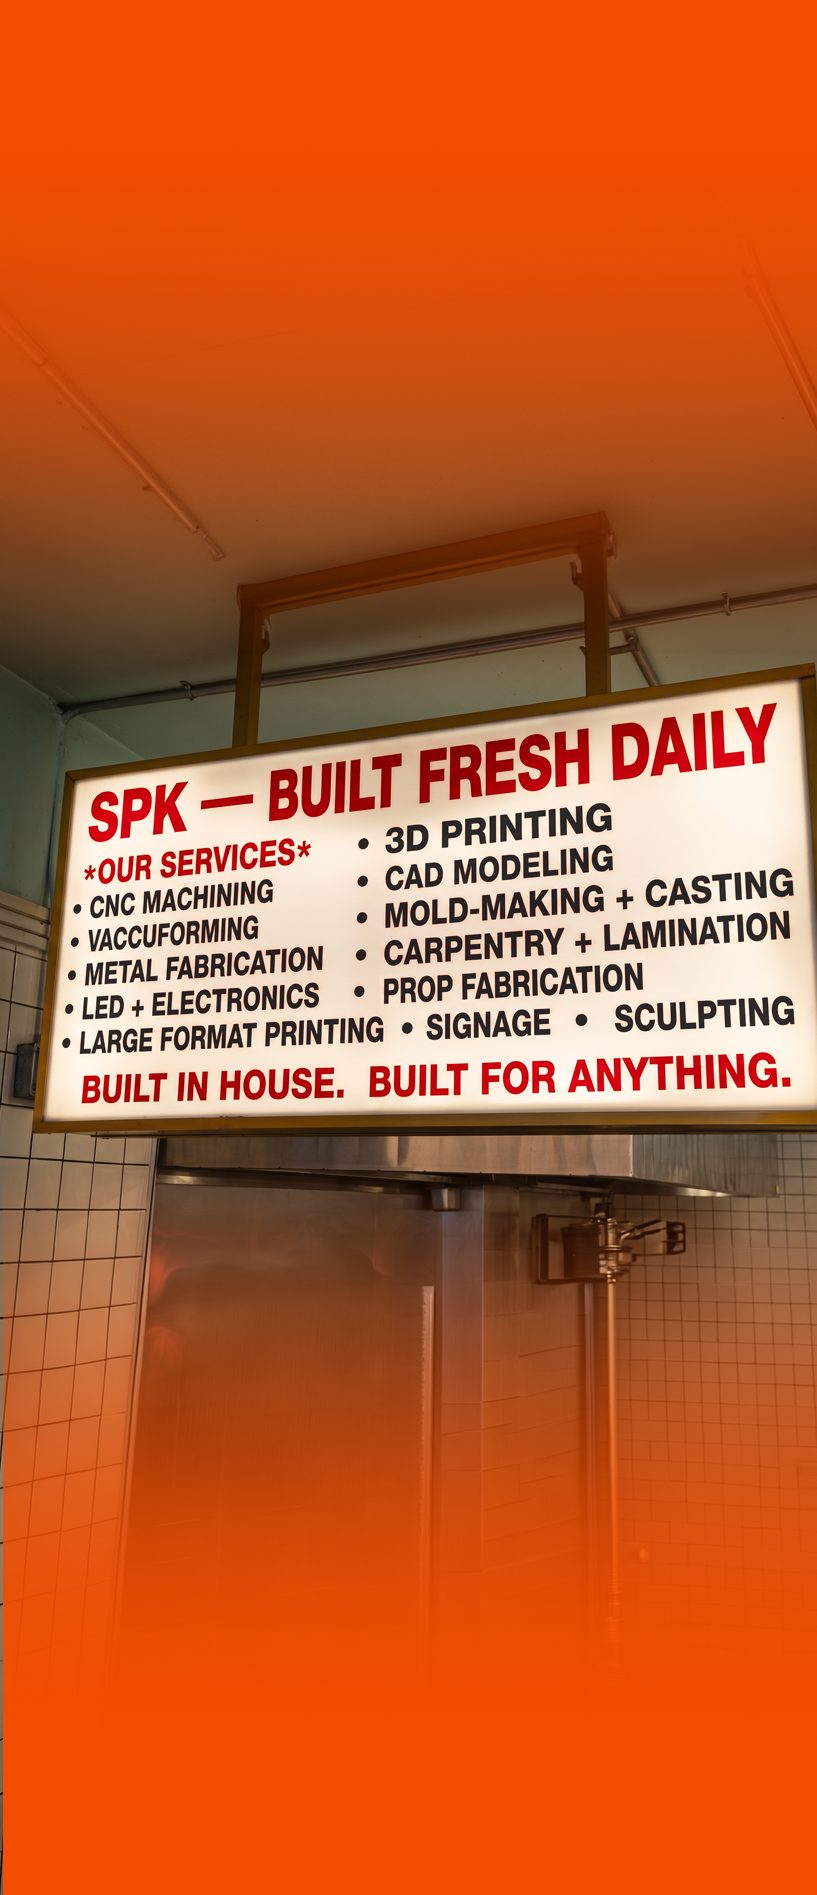 SPK — BUILT FRESH DAILY
*OUR SERVICES*
• CNC MACHINING
• VACCUFORMING
• METAL FABRICATION
• LED + ELECTRONICS
• 3D PRINTING
• CAD MODELING
• MOLD-MAKING + CASTING
• CARPENTRY + LAMINATION
• PROP FABRICATION
• LARGE FORMAT PRINTING • SIGNAGE • SCULPTING
BUILT IN HOUSE. BUILT FOR ANYTHING.